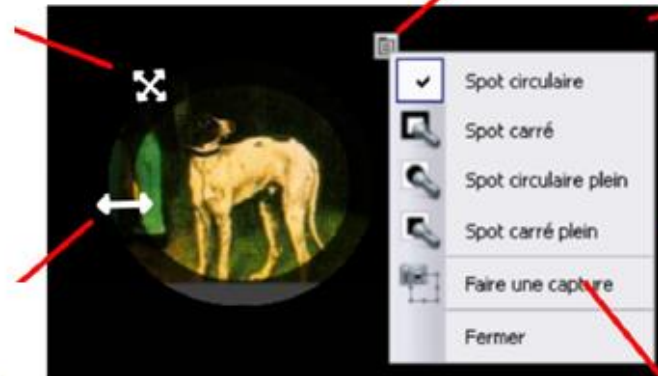 Spot circulaire
Spot carré
Spot circulaire plein
Spot carré plein
Faire une capture
Fermer